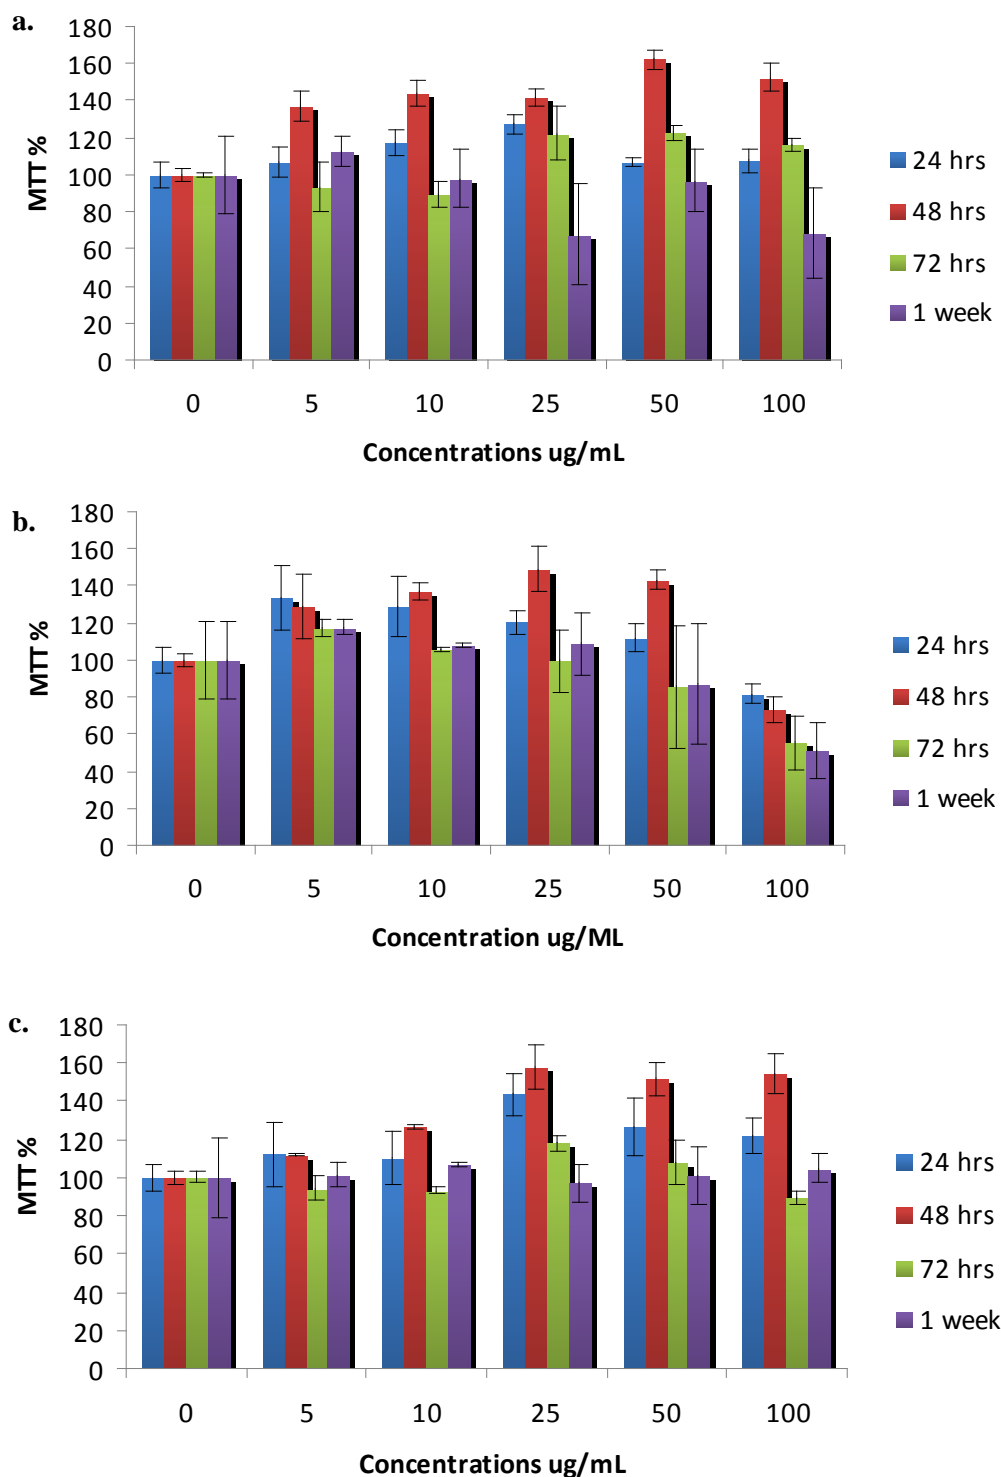 a.
180
160
140
120
100
80
60
40
20
0
MTT %
0 5 10 25 50 100
Concentrations ug/mL
24 hrs
48 hrs
72 hrs
1 week
b.
180
160
140
120
100
80
60
40
20
0
MTT %
0 5 10 25 50 100
Concentration ug/ML
24 hrs
48 hrs
72 hrs
1 week
c.
180
160
140
120
100
80
60
40
20
0
MTT %
0 5 10 25 50 100
Concentrations ug/mL
24 hrs
48 hrs
72 hrs
1 week